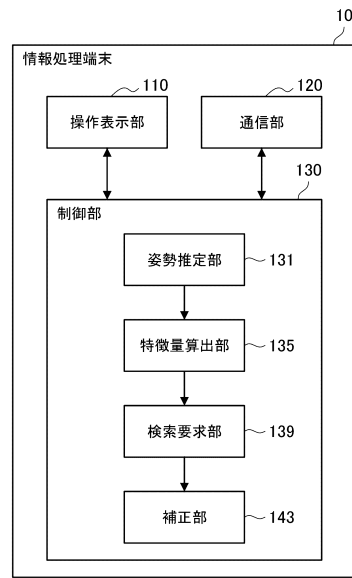 10
情報処理端末
110
120
操作表示部
通信部
130
制御部
姿勢推定部
131
特徴量算出部
135
検索要求部
139
補正部
143